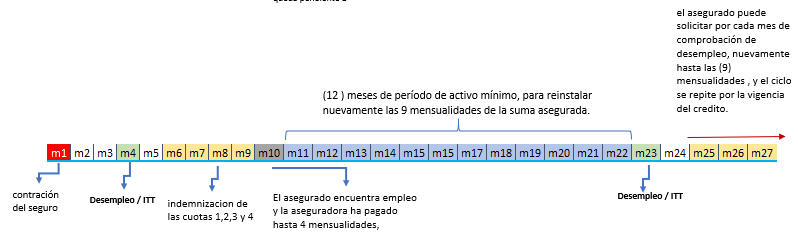 el asegurado puede
solicitar por cada mes de
comprobación de
desempleo, nuevamente
hasta las (9)
mensualidades , y el ciclo
se repite por la vigencia
del credito.
(12 ) meses de período de activo mínimo, para reinstalar
nuevamente las 9 mensualidades de la suma asegurada.
m1 m2 m3 m4 m5 m6 m7 m8 m9 m10 m11 m12 m13 m14 m15 m15 m17 m18 m19 m20 m21 m22 m23 m24 m25 m26 m27
contración
del seguro
Desempleo / ITT
indemnizacion de
las cuotas 1,2,3 y 4
El asegurado encuentra empleo
y la aseguradora ha pagado
hasta 4 mensualidades,
Desempleo / ITT